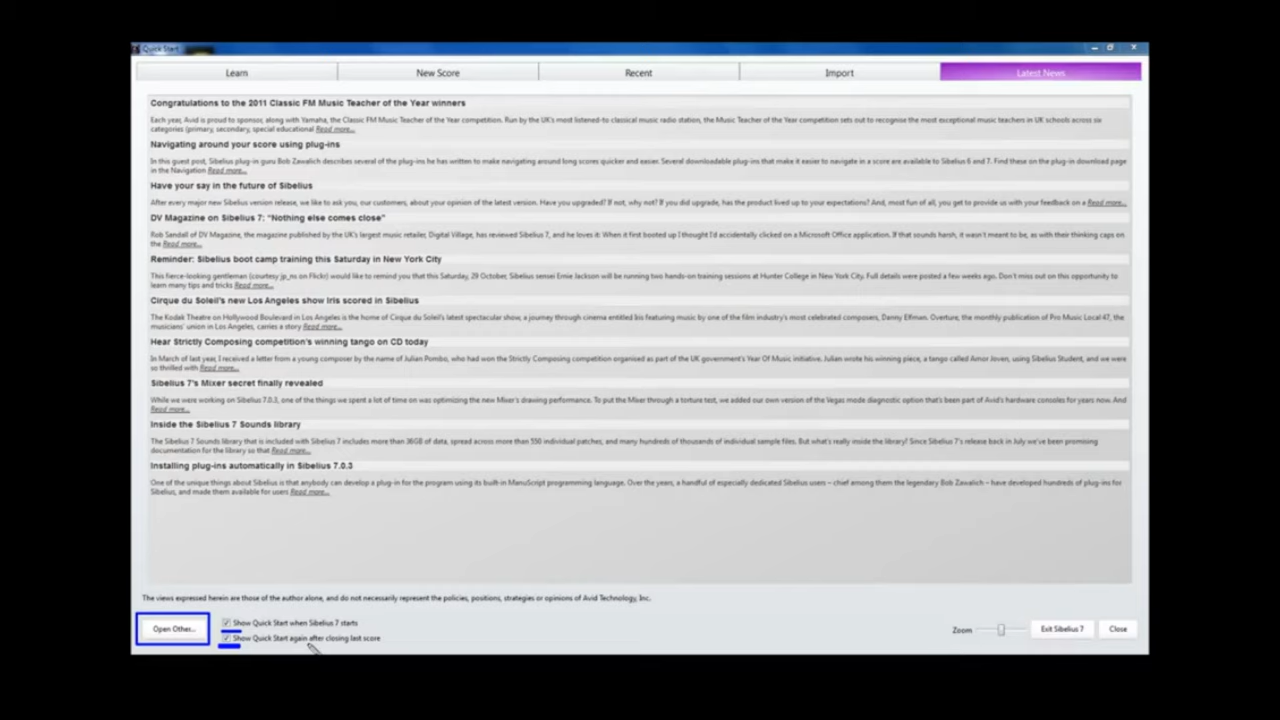 Quick Start
Learn
New Score
Recent
Import
Latest News
Congratulations to the 2011 Classic FM Music Teacher of the Year winners
Each year, Avid is proud to sponsor, along with Yamaha, the Classic FM Music Teacher of the Year competition. Run by the UK's most listened-to classical music radio station, the Music Teacher of the Year competition sets out to recognise the most exceptional music teachers in UK schools across six
categories (primary, secondary, special educational Read more...
Navigating around your score using plug-ins
In this guest post, Sibelius plug-in guru Bob Zawalich describes several of the plug-ins he has written to make navigating around long scores quicker and easier. Several downloadable plug-ins that make it easier to navigate in a score are available to Sibelius 6 and 7. Find these on the plug-in download page
in the Navigation Read more...
Have your say in the future of Sibelius
After every major new Sibelius version release, we like to ask you, our customers, about your opinion of the latest version. Have you upgraded? If not, why not? If you did upgrade, has the product lived up to your expectations? And, most fun of all, you get to provide us with your feedback on a Read more...
DV Magazine on Sibelius 7: “Nothing else comes close”
Rob Sandall of DV Magazine, the magazine published by the UK's largest music retailer, Digital Village, has reviewed Sibelius 7, and he loves it: When it first booted up I thought I'd accidentally clicked on a Microsoft Office application. If that sounds harsh, it wasn't meant to be, as with their thinking caps on
the Read more...
Reminder: Sibelius boot camp training this Saturday in New York City
This fierce-looking gentleman (courtesy jp_ns on Flickr) would like to remind you that this Saturday, 29 October, Sibelius sensei Ernie Jackson will be running two hands-on training sessions at Hunter College in New York City. Full details were posted a few weeks ago. Don't miss out on this opportunity to
learn many tips and tricks Read more...
Cirque du Soleil's new Los Angeles show Iris scored in Sibelius
The Kodak Theatre on Hollywood Boulevard in Los Angeles is the home of Cirque du Soleil's latest spectacular show, a journey through cinema entitled Iris featuring music by one of the film industry's most celebrated composers, Danny Elfman. Overture, the monthly publication of Pro Music Local 47, the
musicians' union in Los Angeles, carries a story Read more...
Hear Strictly Composing competition's winning tango on CD today
In March of last year, I received a letter from a young composer by the name of Julian Pombo, who had won the Strictly Composing competition organised as part of the UK government's Year Of Music initiative. Julian wrote his winning piece, a tango called Amor Joven, using Sibelius Student, and we were
so thrilled with Read more...
Sibelius 7's Mixer secret finally revealed
While we were working on Sibelius 7.0.3, one of the things we spent a lot of time on was optimizing the new Mixer's drawing performance. To put the Mixer through a torture test, we added our own version of the Vegas mode diagnostic option that's been part of Avid's hardware consoles for years now. And
Read more...
Inside the Sibelius 7 Sounds library
The Sibelius 7 Sounds library that is included with Sibelius 7 includes more than 36GB of data, spread across more than 550 individual patches, and many hundreds of thousands of individual sample files. But what's really inside the library? Since Sibelius 7's release back in July we've been promising
documentation for the library so that Read more...
Installing plug-ins automatically in Sibelius 7.0.3
One of the unique things about Sibelius is that anybody can develop a plug-in for the program using its built-in ManuScript programming language. Over the years, a handful of especially dedicated Sibelius users – chief among them the legendary Bob Zawalich – have developed hundreds of plug-ins for
Sibelius, and made them available for users Read more...
The views expressed herein are those of the author alone, and do not necessarily represent the policies, positions, strategies or opinions of Avid Technology, Inc.
Open Other...
Show Quick Start when Sibelius 7 starts
Show Quick Start again after closing last score
Zoom
Exit Sibelius 7
Close